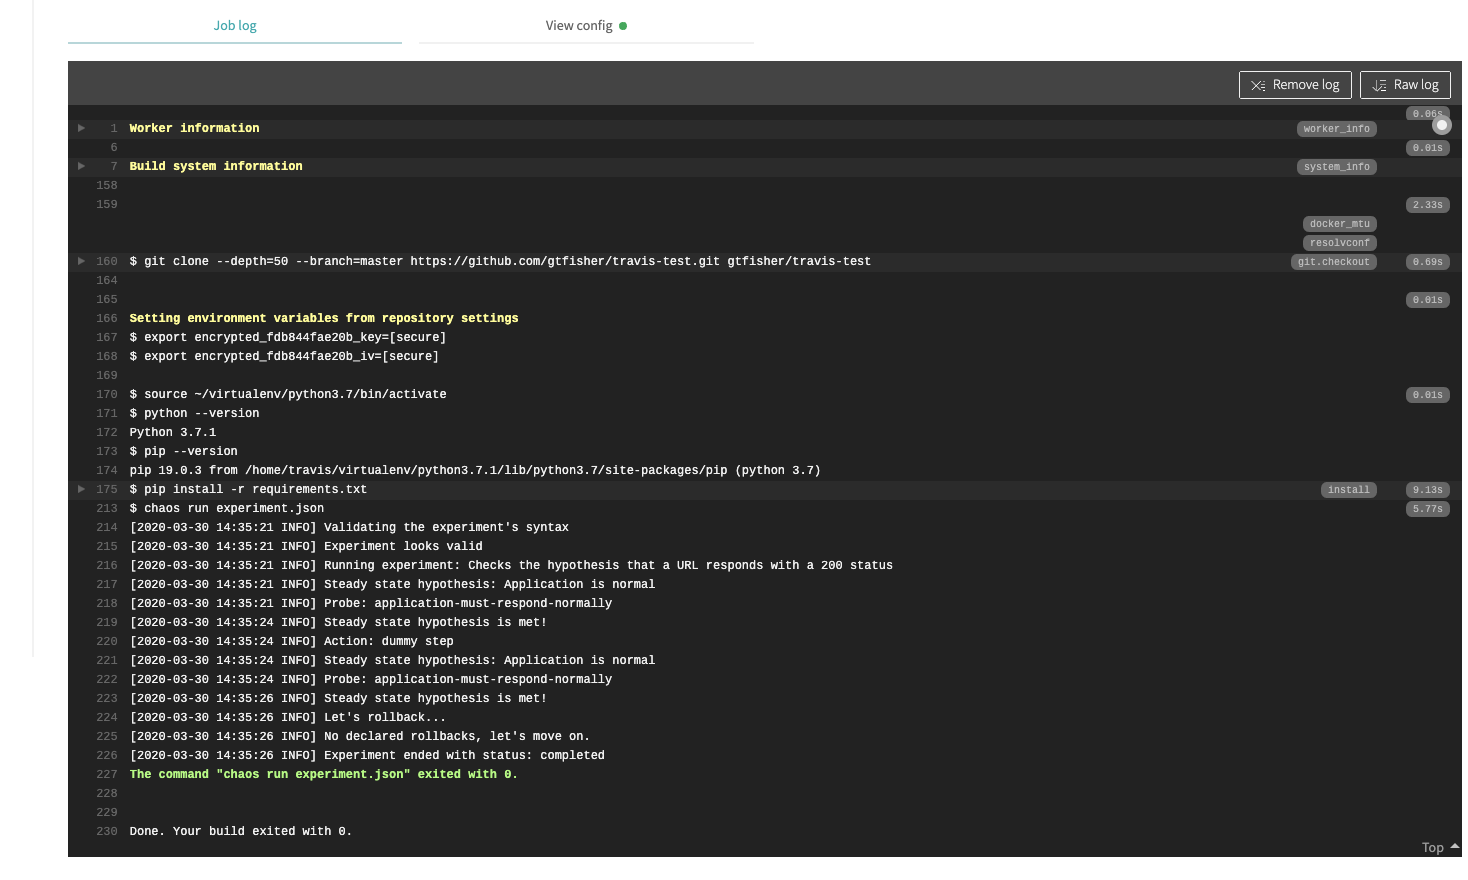 Job log
View config
Remove log
Raw log
0.06s
1 Worker information worker_info
6 0.01s
7 Build system information system_info
158
159 2.33s
docker_mtu
resolvconf
160 $ git clone --depth=50 --branch=master https://github.com/gtfisher/travis-test.git gtfisher/travis-test git.checkout 0.69s
164
165 0.01s
166 Setting environment variables from repository settings
167 $ export encrypted_fdb844fae20b_key=[secure]
168 $ export encrypted_fdb844fae20b_iv=[secure]
169
170 $ source ~/virtualenv/python3.7/bin/activate 0.01s
171 $ python --version
172 Python 3.7.1
173 $ pip --version
174 pip 19.0.3 from /home/travis/virtualenv/python3.7.1/lib/python3.7/site-packages/pip (python 3.7)
175 $ pip install -r requirements.txt install 9.13s
213 $ chaos run experiment.json 5.77s
214 [2020-03-30 14:35:21 INFO] Validating the experiment's syntax
215 [2020-03-30 14:35:21 INFO] Experiment looks valid
216 [2020-03-30 14:35:21 INFO] Running experiment: Checks the hypothesis that a URL responds with a 200 status
217 [2020-03-30 14:35:21 INFO] Steady state hypothesis: Application is normal
218 [2020-03-30 14:35:21 INFO] Probe: application-must-respond-normally
219 [2020-03-30 14:35:24 INFO] Steady state hypothesis is met!
220 [2020-03-30 14:35:24 INFO] Action: dummy step
221 [2020-03-30 14:35:24 INFO] Steady state hypothesis: Application is normal
222 [2020-03-30 14:35:24 INFO] Probe: application-must-respond-normally
223 [2020-03-30 14:35:26 INFO] Steady state hypothesis is met!
224 [2020-03-30 14:35:26 INFO] Let's rollback...
225 [2020-03-30 14:35:26 INFO] No declared rollbacks, let's move on.
226 [2020-03-30 14:35:26 INFO] Experiment ended with status: completed
227 The command "chaos run experiment.json" exited with 0.
228
229
230 Done. Your build exited with 0.
Top